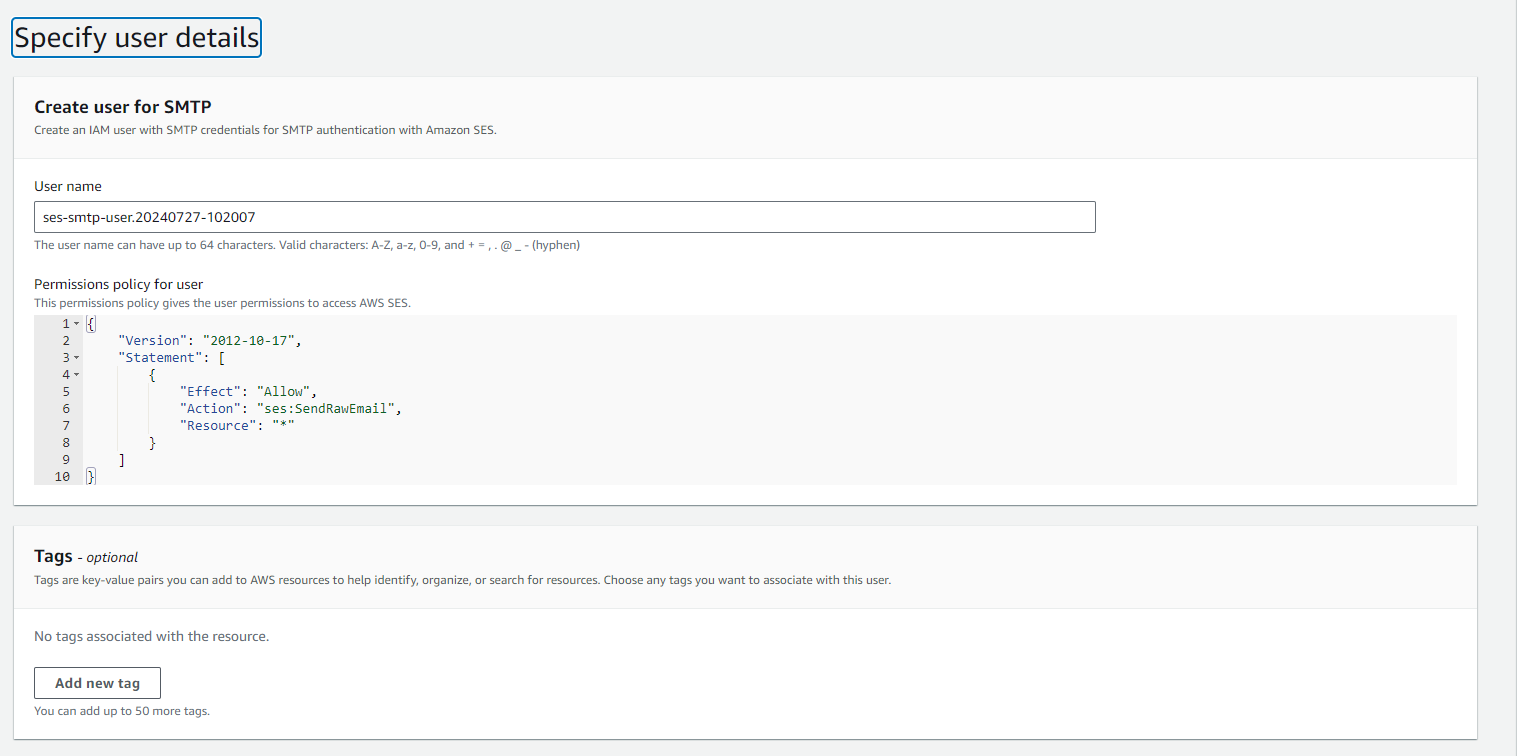 Specify user details
Create user for SMTP
Create an IAM user with SMTP credentials for SMTP authentication with Amazon SES.
User name
ses-smtp-user.20240727-102007
The user name can have up to 64 characters. Valid characters: A-Z, a-z, 0-9, and + = , . @ _ - (hyphen)
Permissions policy for user
This permissions policy gives the user permissions to access AWS SES.
1 {
2 "Version": "2012-10-17",
3 "Statement": [
4 {
5 "Effect": "Allow",
6 "Action": "ses:SendRawEmail",
7 "Resource": "*"
8 }
9 ]
10 }
Tags - optional
Tags are key-value pairs you can add to AWS resources to help identify, organize, or search for resources. Choose any tags you want to associate with this user.
No tags associated with the resource.
Add new tag
You can add up to 50 more tags.